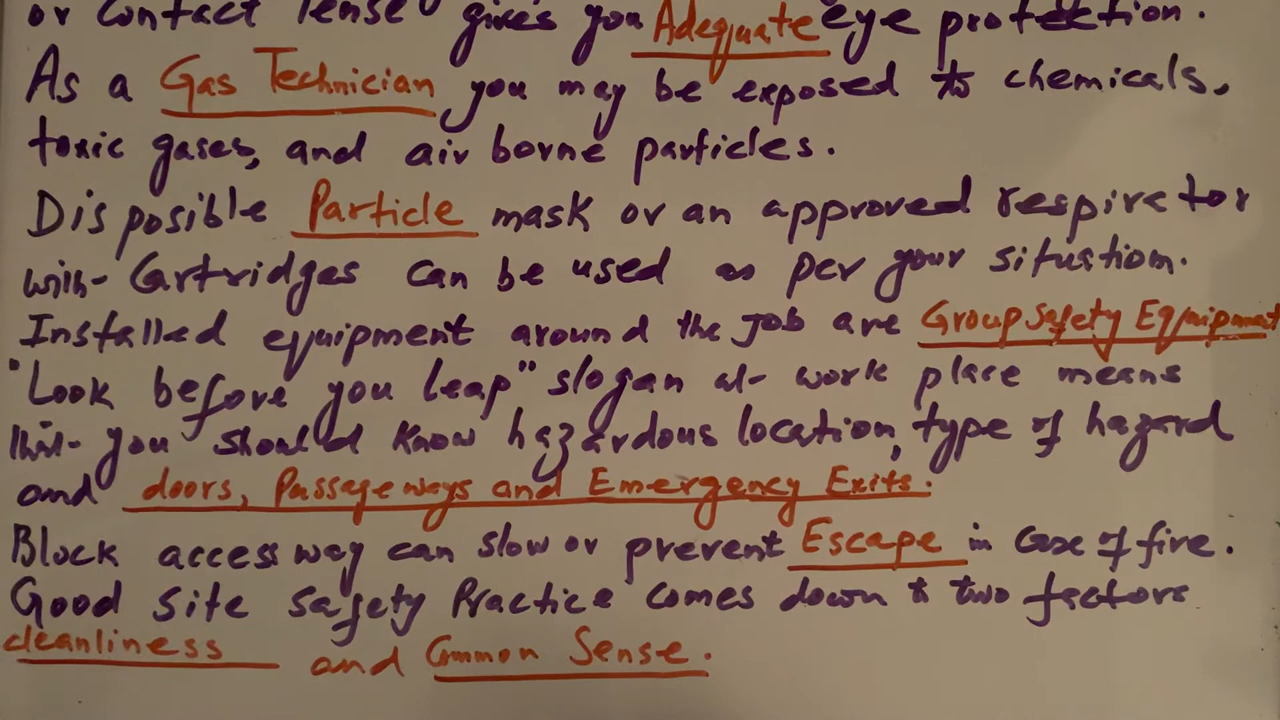 or contact lense gives you Adequate eye protection.
As a Gas Technician you may be exposed to chemicals,
toxic gases, and air borne particles.
Disposible Particle mask or an approved respirator
with Cartridges can be used as per your situation.
Installed equipment around the job are Group safety Equipment
"Look before you leap" slogan at work place means
that you should know hazardous location, type of hazard
and doors, Passageways and Emergency Exits.
Block access way can slow or prevent Escape in case of fire.
Good site safety Practice comes down to two factors
cleanliness and Common Sense.